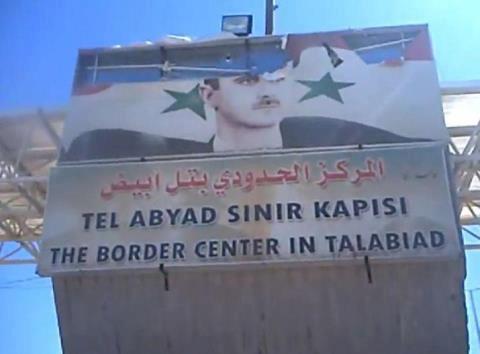 المركز الحدودي بتل ابيض
TEL ABYAD SINIR KAPISI
THE BORDER CENTER IN TALABIAD